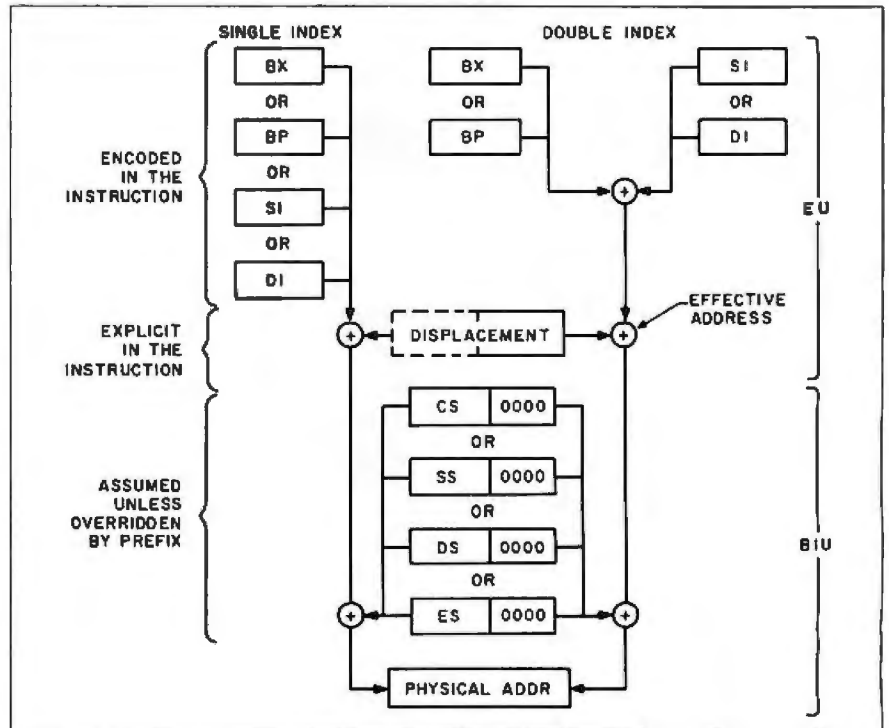 SINGLE INDEX
DOUBLE INDEX
BX
OR
BP
OR
SI
OR
DI
BX
OR
BP
SI
OR
DI
ENCODED
IN THE
INSTRUCTION
EU
+
EFFECTIVE
ADDRESS
EXPLICIT
IN THE
INSTRUCTION
+
DISPLACEMENT
+
CS 0000
OR
SS 0000
OR
DS 0000
OR
ES 0000
ASSUMED
UNLESS
OVERRIDDEN
BY PREFIX
BIU
+
+
PHYSICAL ADDR